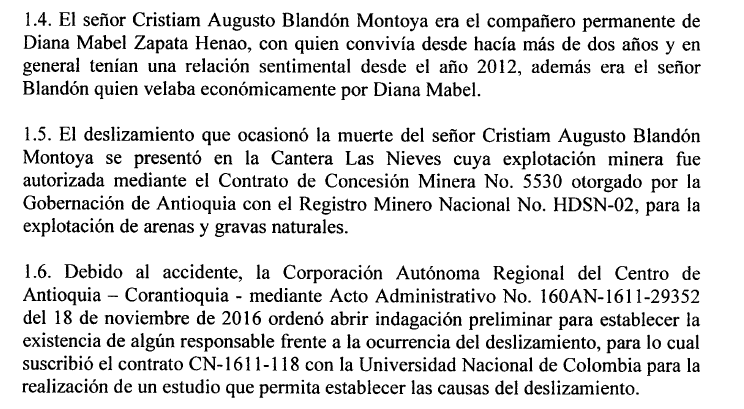 1.4. El señor Cristiam Augusto Blandón Montoya era el compañero permanente de
Diana Mabel Zapata Henao, con quien convivía desde hacía más de dos años y en
general tenían una relación sentimental desde el año 2012, además era el señor
Blandón quien velaba económicamente por Diana Mabel.
1.5. El deslizamiento que ocasionó la muerte del señor Cristiam Augusto Blandón
Montoya se presentó en la Cantera Las Nieves cuya explotación minera fue
autorizada mediante el Contrato de Concesión Minera No. 5530 otorgado por la
Gobernación de Antioquia con el Registro Minero Nacional No. HDSN-02, para la
explotación de arenas y gravas naturales.
1.6. Debido al accidente, la Corporación Autónoma Regional del Centro de
Antioquia – Corantioquia - mediante Acto Administrativo No. 160AN-1611-29352
del 18 de noviembre de 2016 ordenó abrir indagación preliminar para establecer la
existencia de algún responsable frente a la ocurrencia del deslizamiento, para lo cual
suscribió el contrato CN-1611-118 con la Universidad Nacional de Colombia para la
realización de un estudio que permita establecer las causas del deslizamiento.